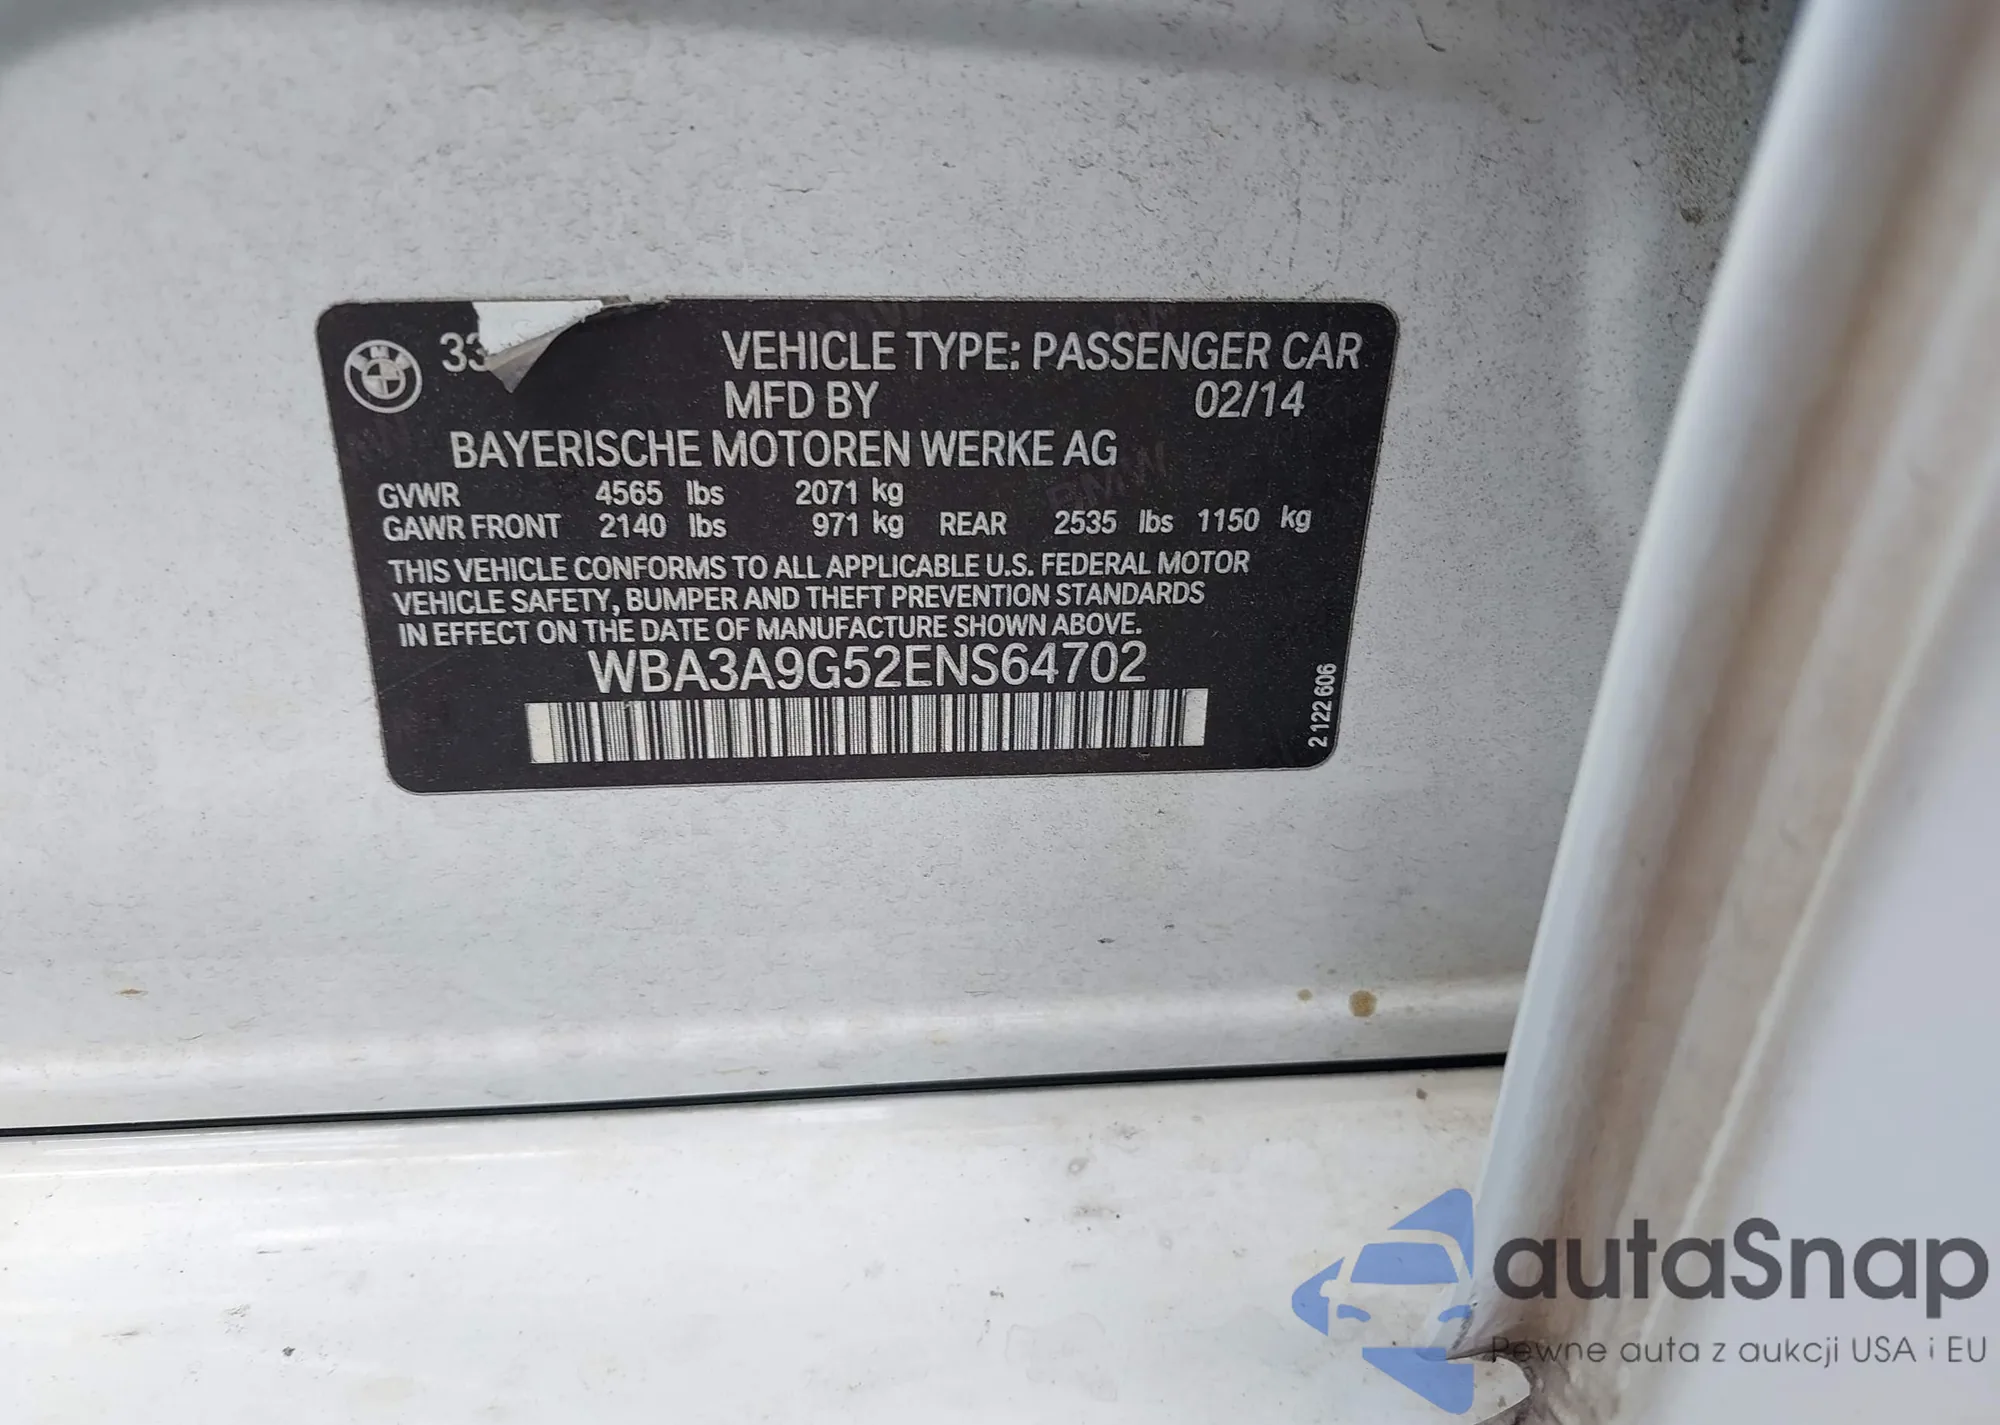 33
VEHICLE TYPE: PASSENGER CAR
MFD BY 02/14
BAYERISCHE MOTOREN WERKE AG
GVWR 4565 lbs 2071 kg
GAWR FRONT 2140 lbs 971 kg REAR 2535 lbs 1150 kg
THIS VEHICLE CONFORMS TO ALL APPLICABLE U.S. FEDERAL MOTOR
VEHICLE SAFETY, BUMPER AND THEFT PREVENTION STANDARDS
IN EFFECT ON THE DATE OF MANUFACTURE SHOWN ABOVE.
WBA3A9G52ENS64702
2 122 606
autaSnap
Pewne auta z aukcji USA i EU